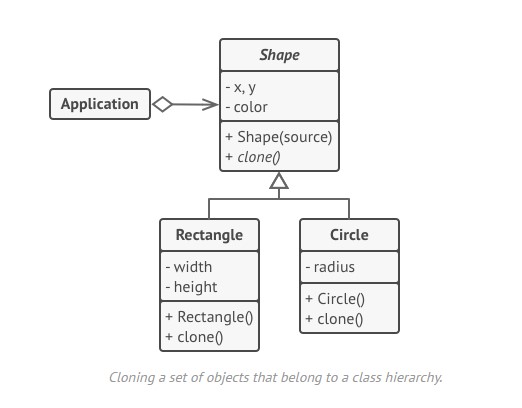 Shape
- x, y
- color
+ Shape(source)
+ clone()
Application
Rectangle
- width
- height
+ Rectangle()
+ clone()
Circle
- radius
+ Circle()
+ clone()
Cloning a set of objects that belong to a class hierarchy.